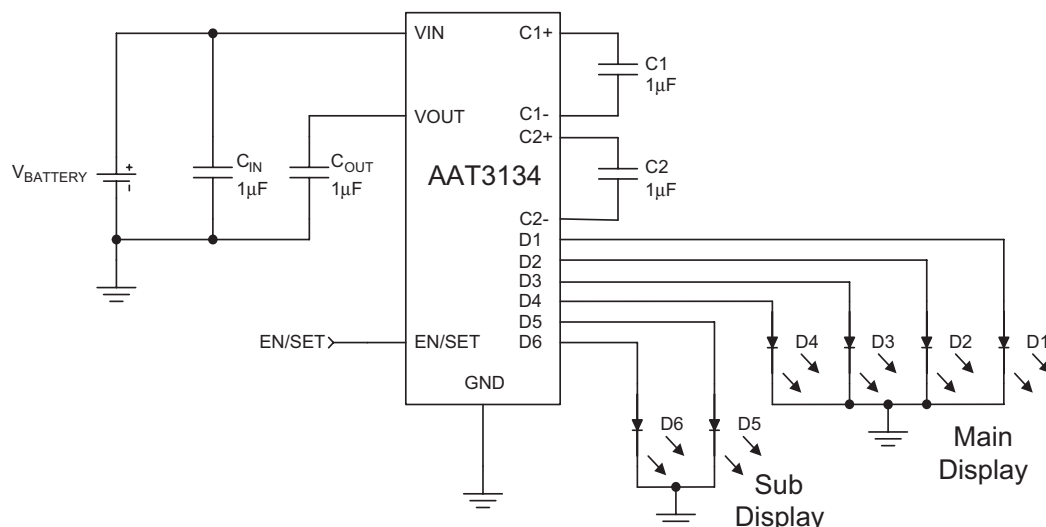 VIN
VOUT
AAT3134
EN/SET
GND
C1+
C1-
C2+
C2-
D1
D2
D3
D4
D5
D6
C1
1μF
C2
1μF
V_BATTERY
+
-
C_IN
1μF
C_OUT
1μF
EN/SET
D4
D3
D2
D1
Main
Display
D6
D5
Sub
Display